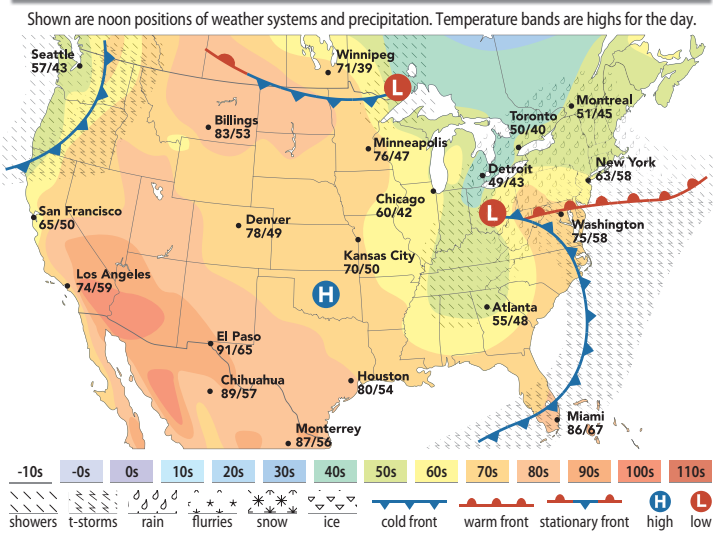 Shown are noon positions of weather systems and precipitation. Temperature bands are highs for the day.
Seattle
57/43
Winnipeg
71/39
L
Montreal
51/45
Toronto
50/40
Billings
83/53
Minneapolis
76/47
Detroit
49/43
New York
63/58
Chicago
60/42
San Francisco
65/50
Denver
78/49
L
Washington
75/58
Kansas City
70/50
Los Angeles
74/59
H
Atlanta
55/48
El Paso
91/65
Chihuahua
89/57
Houston
80/54
Miami
86/67
Monterrey
87/56
-10s -0s 0s 10s 20s 30s 40s 50s 60s 70s 80s 90s 100s 110s
H L
showers t-storms rain flurries snow ice cold front warm front stationary front high low